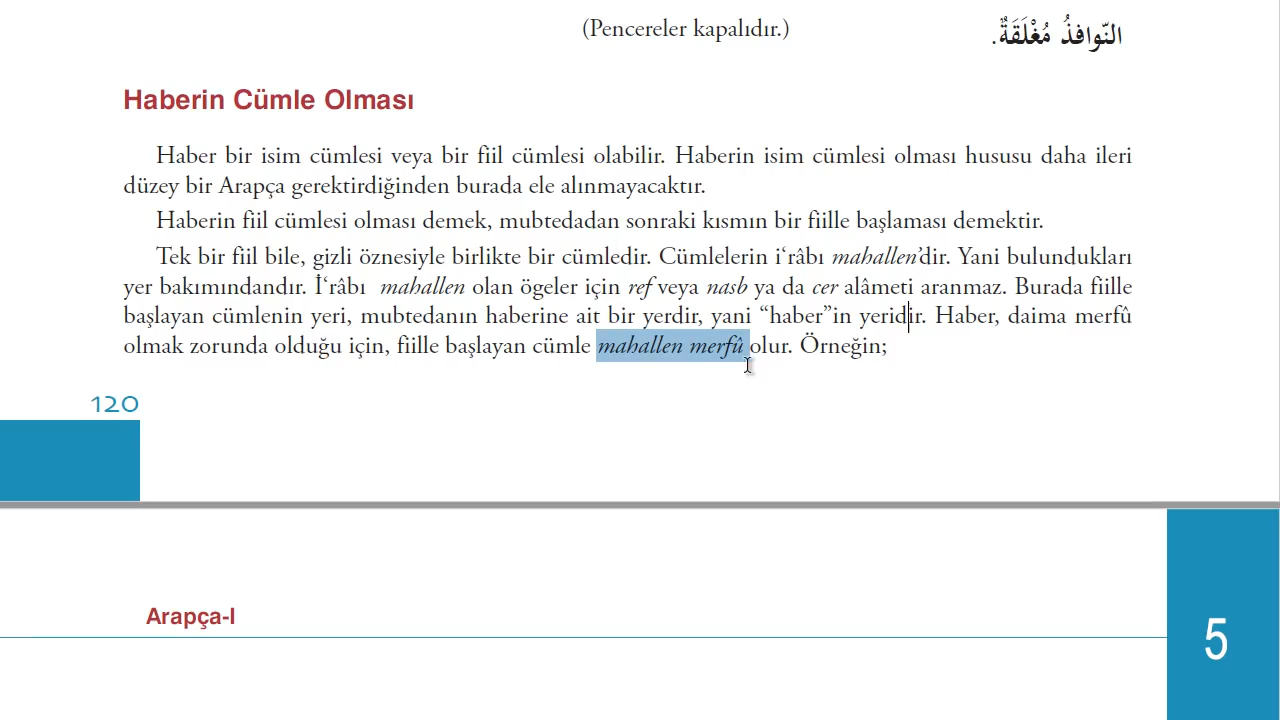 (Pencereler kapalıdır.) النّوافذُ مُغْلَقَةٌ.
Haberin Cümle Olması
Haber bir isim cümlesi veya bir fiil cümlesi olabilir. Haberin isim cümlesi olması hususu daha ileri
düzey bir Arapça gerektirdiğinden burada ele alınmayacaktır.
Haberin fiil cümlesi olması demek, mubtedadan sonraki kısmın bir fiille başlaması demektir.
Tek bir fiil bile, gizli öznesiyle birlikte bir cümledir. Cümlelerin i‘râbı mahallen’dir. Yani bulundukları
yer bakımındandır. İ‘râbı mahallen olan ögeler için ref veya nasb ya da cer alâmeti aranmaz. Burada fiille
başlayan cümlenin yeri, mubtedanın haberine ait bir yerdir, yani “haber”in yeridir. Haber, daima merfû
olmak zorunda olduğu için, fiille başlayan cümle mahallen merfû olur. Örneğin;
120
Arapça-I
5